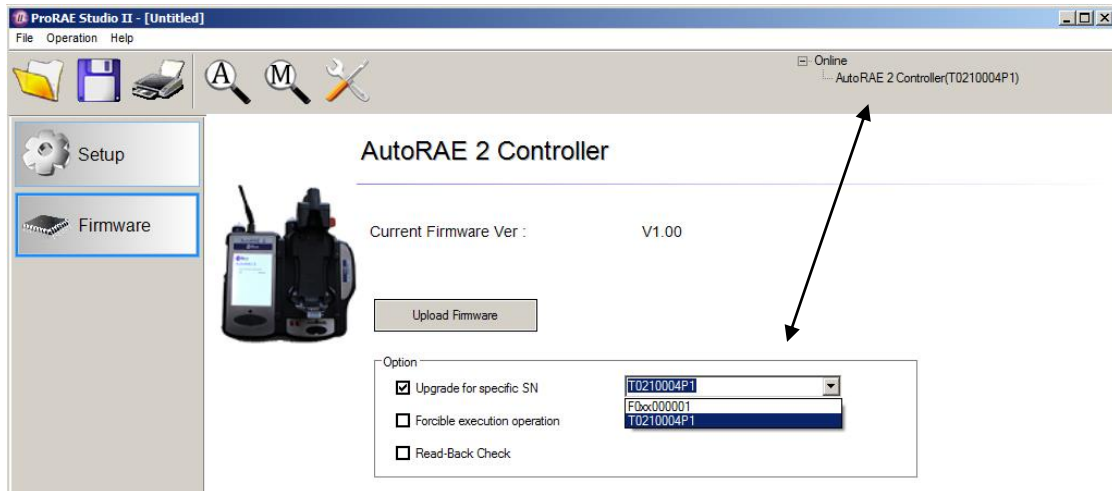 ProRAE Studio II - [Untitled]
File Operation Help
A M
Online
AutoRAE 2 Controller(T0210004P1)
Setup
Firmware
AutoRAE 2 Controller
Current Firmware Ver : V1.00
Upload Firmware
Option
Upgrade for specific SN T0210004P1
F0xx000001
T0210004P1
Forcible execution operation
Read-Back Check